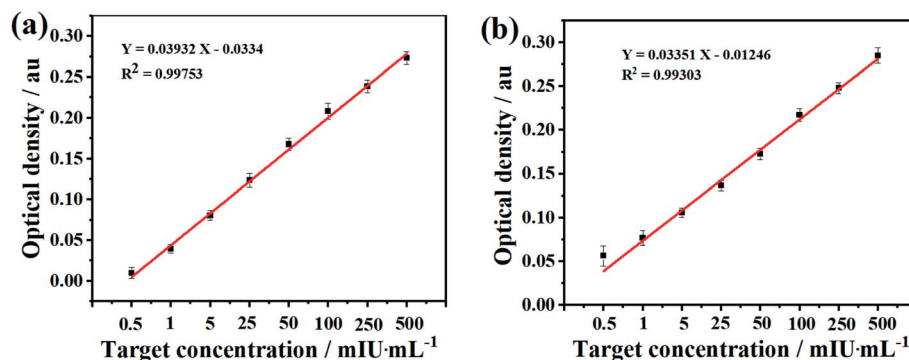 (a)
Y = 0.03932 X - 0.0334
R² = 0.99753
Optical density / au
0.30
0.25
0.20
0.15
0.10
0.05
0.00
0.5 1 5 25 50 100 250 500
Target concentration / mIU·mL⁻¹
(b)
Y = 0.03351 X - 0.01246
R² = 0.99303
Optical density / au
0.30
0.25
0.20
0.15
0.10
0.05
0.00
0.5 1 5 25 50 100 250 500
Target concentration / mIU·mL⁻¹